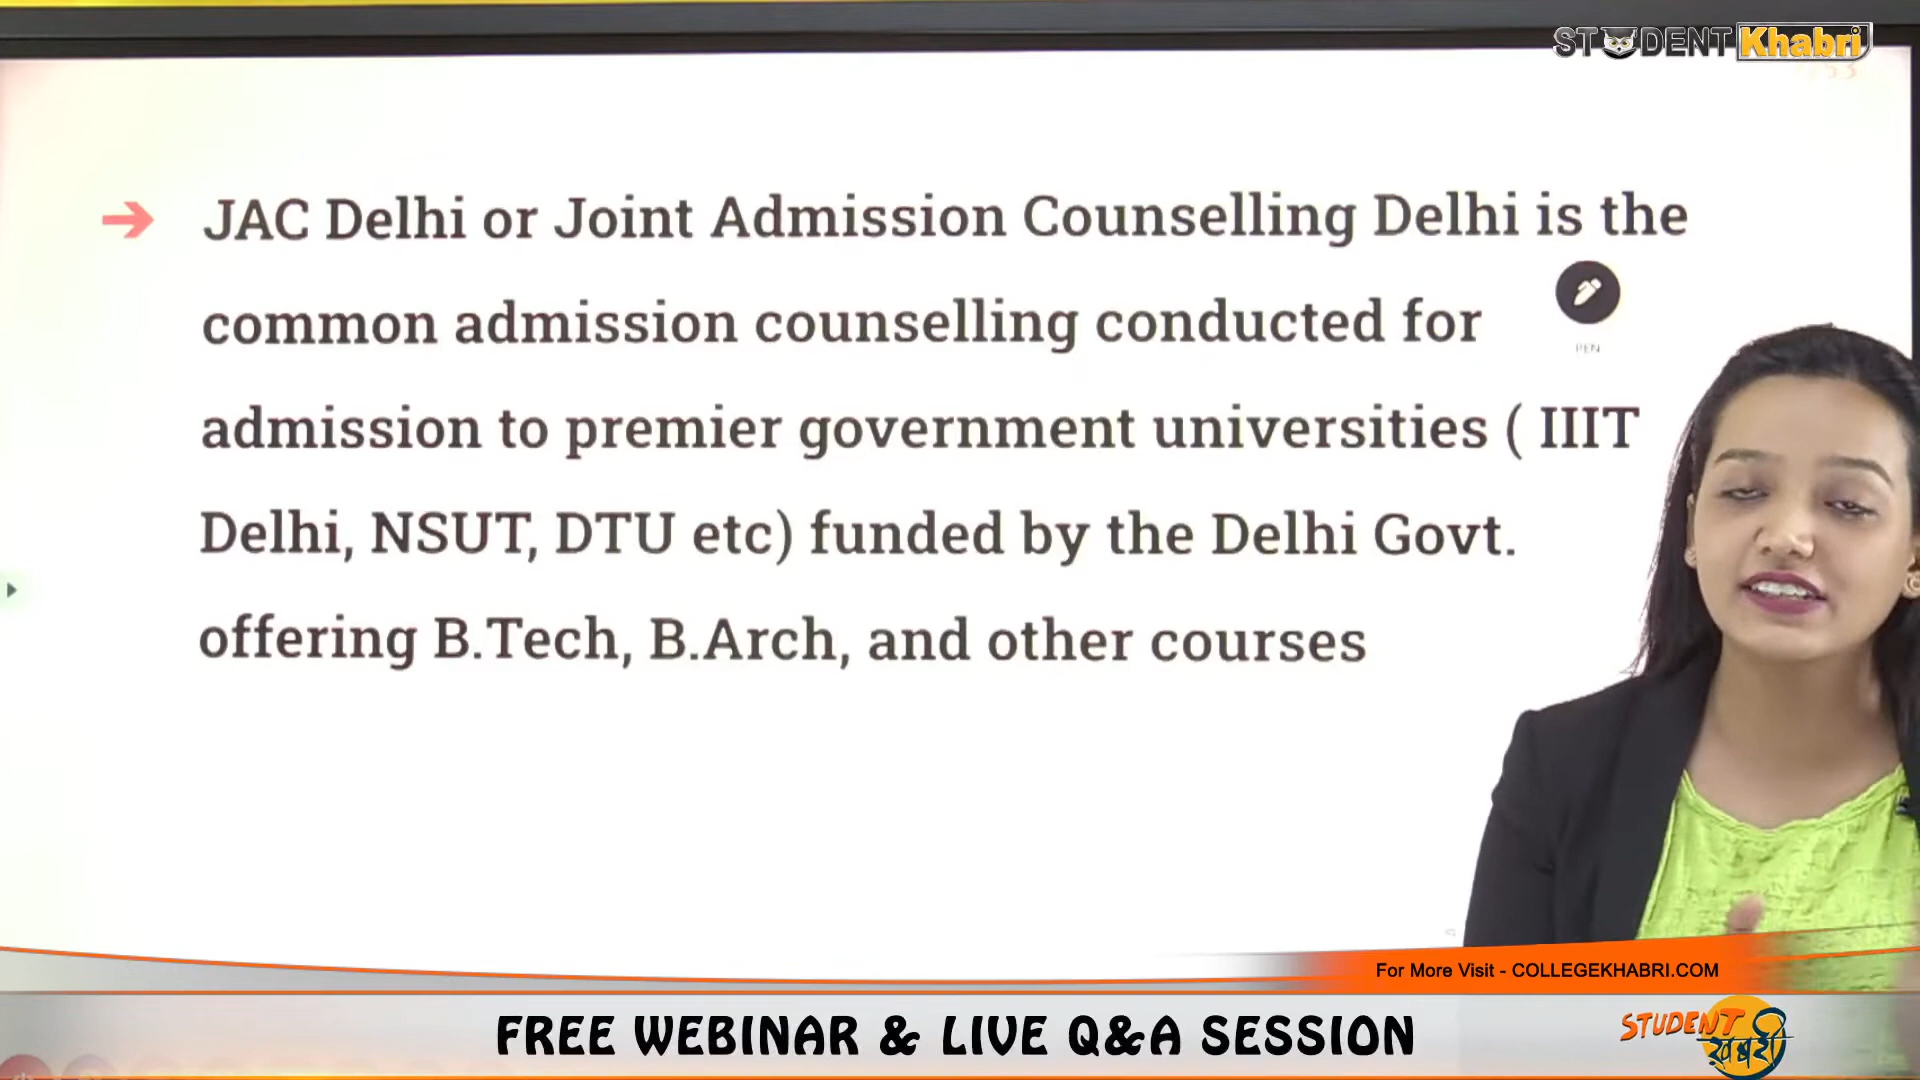 STUDENT Khabri
JAC Delhi or Joint Admission Counselling Delhi is the
common admission counselling conducted for
PEN
admission to premier government universities ( IIIT
Delhi, NSUT, DTU etc) funded by the Delhi Govt.
offering B.Tech, B.Arch, and other courses
For More Visit - COLLEGEKHABRI.COM
FREE WEBINAR & LIVE Q&A SESSION
STUDENT
ख़बरी